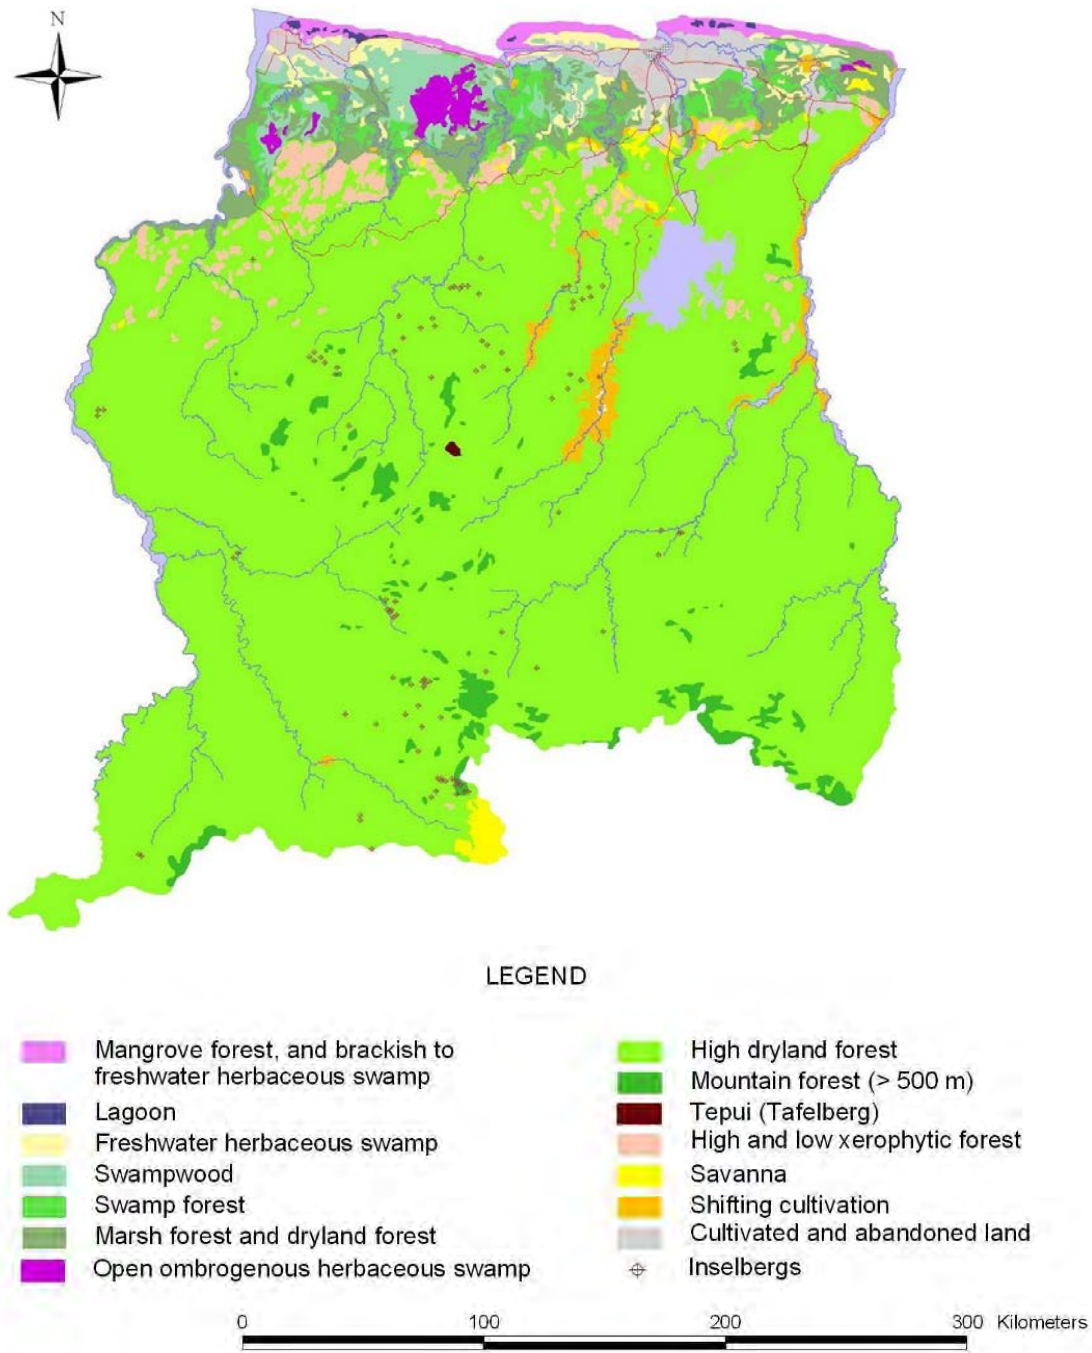 N
LEGEND
Mangrove forest, and brackish to
freshwater herbaceous swamp
Lagoon
Freshwater herbaceous swamp
Swampwood
Swamp forest
Marsh forest and dryland forest
Open ombrogenous herbaceous swamp
High dryland forest
Mountain forest (> 500 m)
Tepui (Tafelberg)
High and low xerophytic forest
Savanna
Shifting cultivation
Cultivated and abandoned land
Inselbergs
0 100 200 300 Kilometers